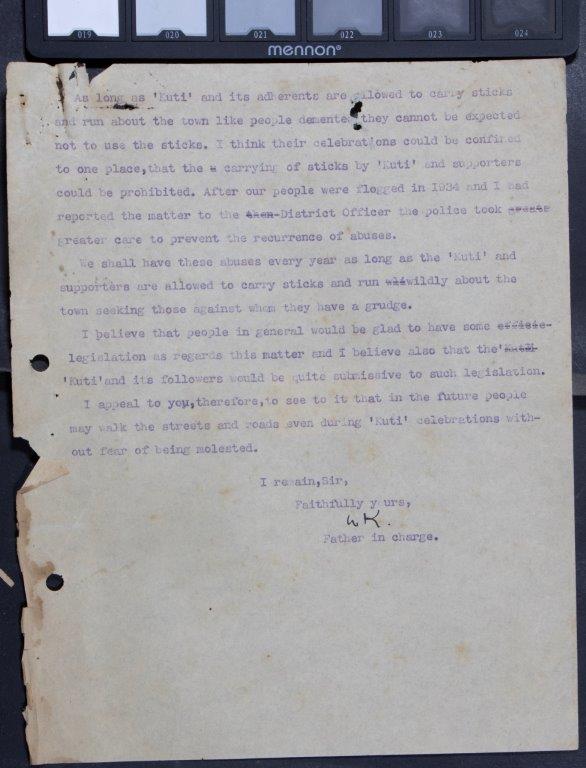 019 020 021 022 023 024
mennon®
As long as 'Kuti' and its adherents are allowed to carry sticks
and run about the town like people demented they cannot be expected
not to use the sticks. I think their celebrations could be confined
to one place,that the a carrying of sticks by 'Kuti' and supporters
could be prohibited. After our people were flogged in 1934 and I had
reported the matter to the then-District Officer the police took
greater care to prevent the recurrence of abuses.
We shall have these abuses every year as long as the 'Kuti' and
supporters are allowed to carry sticks and run wildly about the
town seeking those against whom they have a grudge.
I believe that people in general would be glad to have some
legislation as regards this matter and I believe also that the
'Kuti'and its followers would be quite submissive to such legislation.
I appeal to you,therefore,to see to it that in the future people
may walk the streets and roads even during 'Kuti' celebrations with-
out fear of being molested.
I remain,Sir,
Faithfully yours,
WK.
Father in charge.